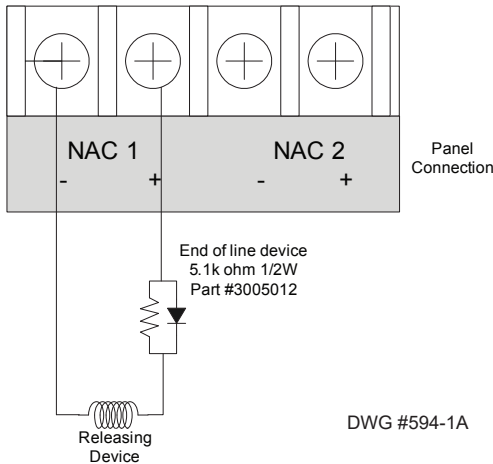 NAC 1
NAC 2
- +
- +
Panel
Connection
End of line device
5.1k ohm 1/2W
Part #3005012
Releasing
Device
DWG #594-1A